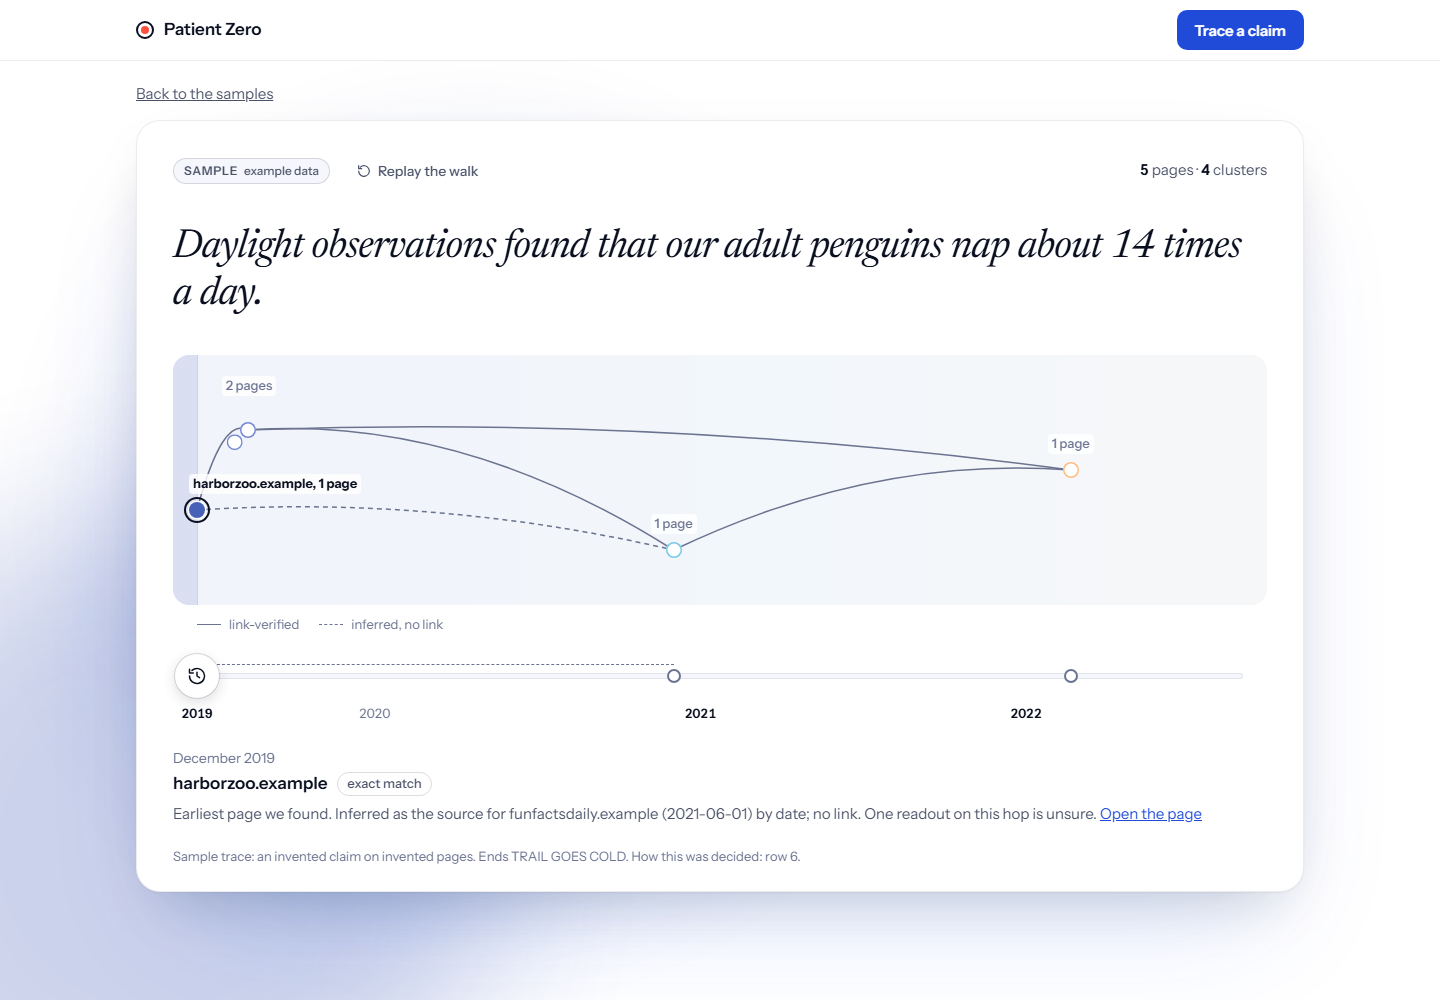 Patient Zero
Trace a claim
Back to the samples
SAMPLE example data
Replay the walk
5 pages · 4 clusters
Daylight observations found that our adult penguins nap about 14 times
a day.
2 pages
1 page
harborzoo.example, 1 page
1 page
link-verified
inferred, no link
2019
2020
2021
2022
December 2019
harborzoo.example exact match
Earliest page we found. Inferred as the source for funfactsdaily.example (2021-06-01) by date; no link. One readout on this hop is unsure. Open the page
Sample trace: an invented claim on invented pages. Ends TRAIL GOES COLD. How this was decided: row 6.